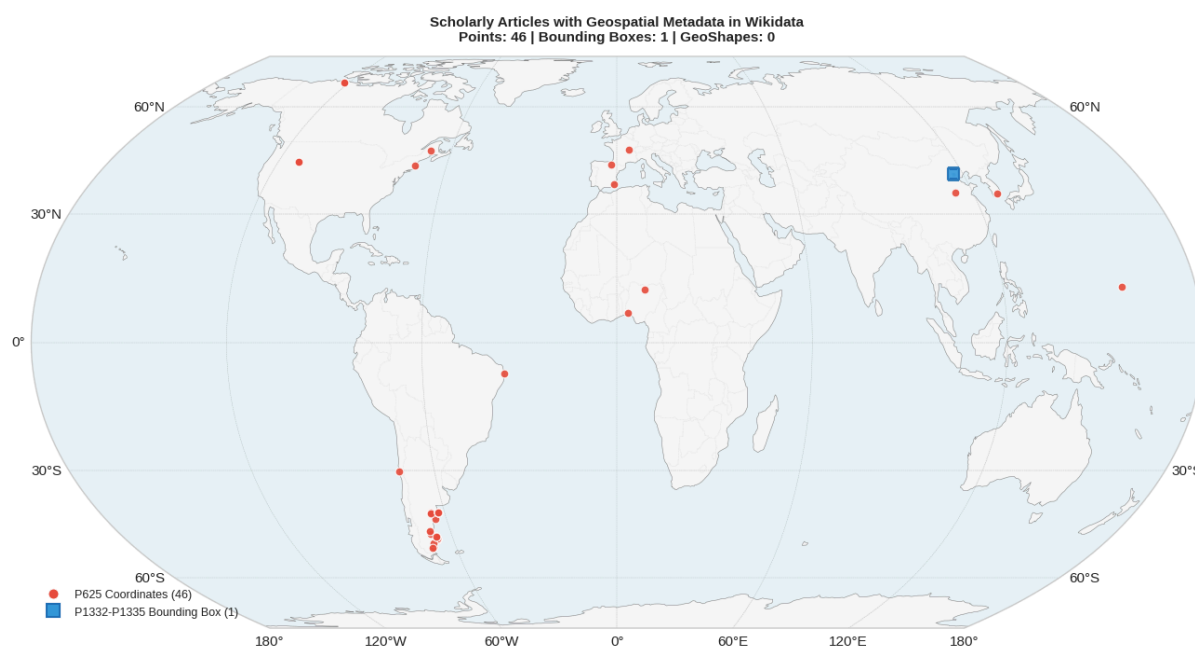 Scholarly Articles with Geospatial Metadata in Wikidata
Points: 46 | Bounding Boxes: 1 | GeoShapes: 0
60°N
60°N
30°N
30°N
0°
30°S
30°S
60°S
60°S
P625 Coordinates (46)
P1332-P1335 Bounding Box (1)
180° 120°W 60°W 0° 60°E 120°E 180°